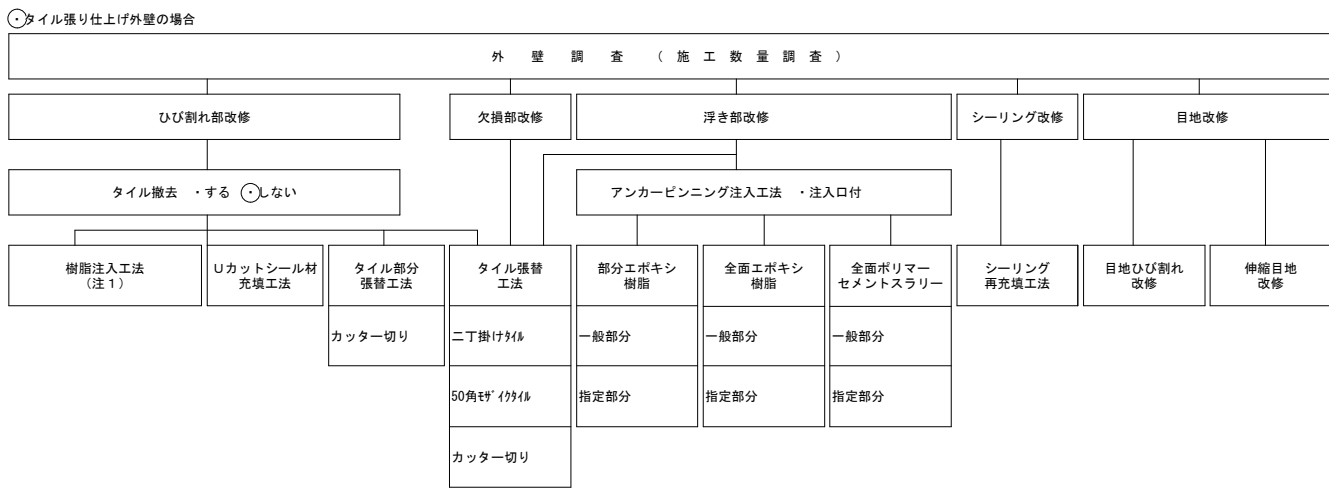 ⊙タイル張り仕上げ外壁の場合
外　壁　調　査　（ 施 工 数 量 調 査 ）
ひび割れ部改修
欠損部改修
浮き部改修
シーリング改修
目地改修
タイル撤去　・する ⊙しない
アンカーピンニング注入工法　・注入口付
樹脂注入工法
（注１）
Ｕカットシール材
充填工法
タイル部分
張替工法
タイル張替
工法
部分エポキシ
樹脂
全面エポキシ
樹脂
全面ポリマー
セメントスラリー
シーリング
再充填工法
目地ひび割れ
改修
伸縮目地
改修
カッター切り
二丁掛けﾀｲﾙ
一般部分
一般部分
一般部分
50角ﾓｻﾞｲｸﾀｲﾙ
指定部分
指定部分
指定部分
カッター切り